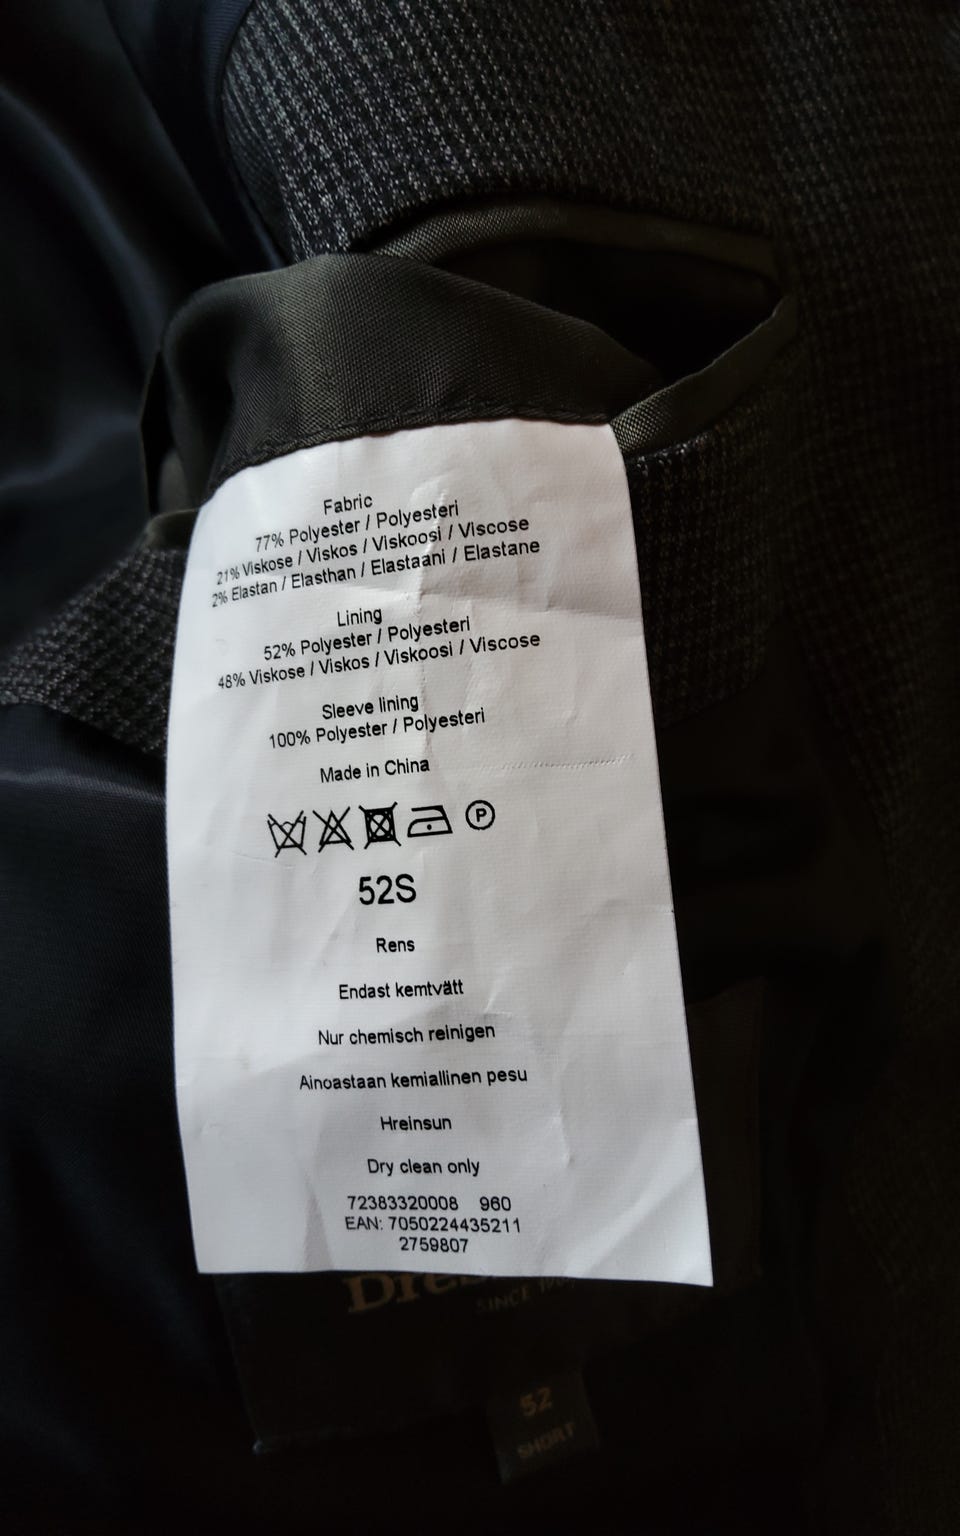 Fabric
77% Polyester / Polyesteri
21% Viskose / Viskos / Viskoosi / Viscose
2% Elastan / Elasthan / Elastaani / Elastane
Lining
52% Polyester / Polyesteri
48% Viskose / Viskos / Viskoosi / Viscose
Sleeve lining
100% Polyester / Polyesteri
Made in China
P
52S
Rens
Endast kemtvätt
Nur chemisch reinigen
Ainoastaan kemiallinen pesu
Hreinsun
Dry clean only
72383320008 960
EAN: 7050224435211
2759807
SINCE
52
SHORT